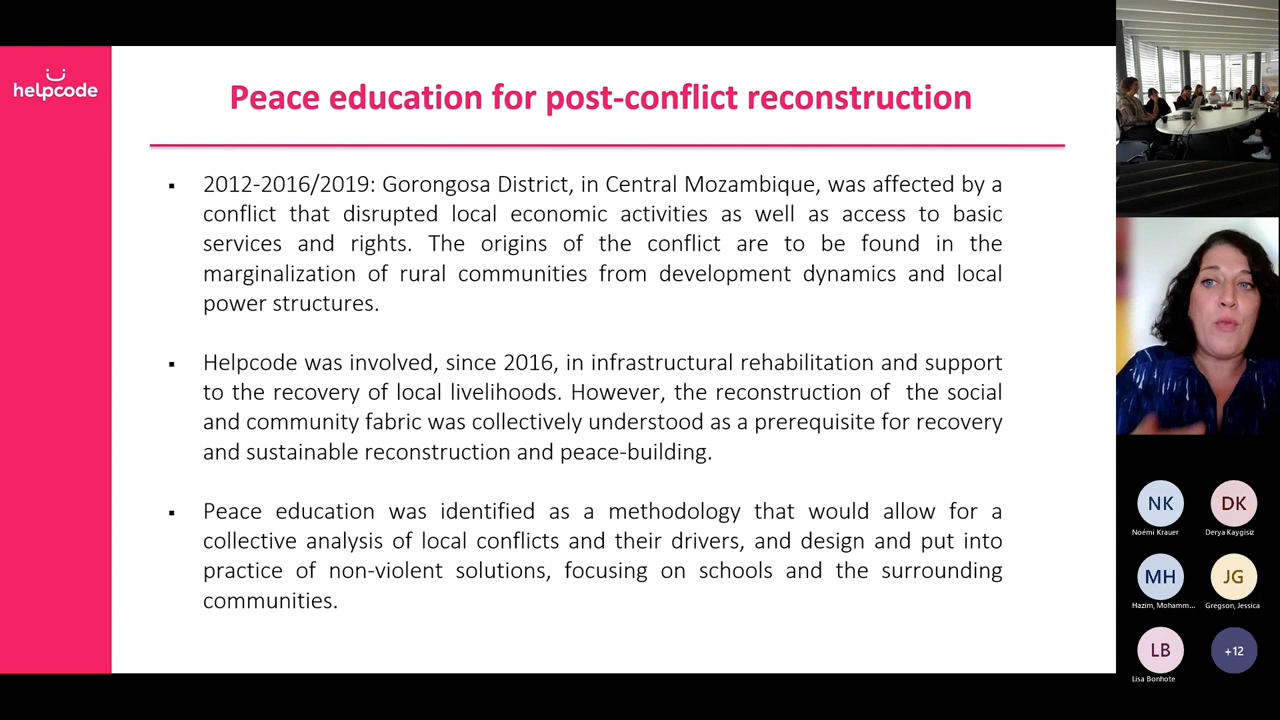 helpcode
Peace education for post-conflict reconstruction
2012-2016/2019: Gorongosa District, in Central Mozambique, was affected by a
conflict that disrupted local economic activities as well as access to basic
services and rights. The origins of the conflict are to be found in the
marginalization of rural communities from development dynamics and local
power structures.
Helpcode was involved, since 2016, in infrastructural rehabilitation and support
to the recovery of local livelihoods. However, the reconstruction of the social
and community fabric was collectively understood as a prerequisite for recovery
and sustainable reconstruction and peace-building.
Peace education was identified as a methodology that would allow for a
collective analysis of local conflicts and their drivers, and design and put into
practice of non-violent solutions, focusing on schools and the surrounding
communities.
NK
Noémi Krauer
DK
Derya Kaygisiz
MH
Hazim, Mohamm...
JG
Gregson, Jessica
LB
Lisa Bonhote
+12